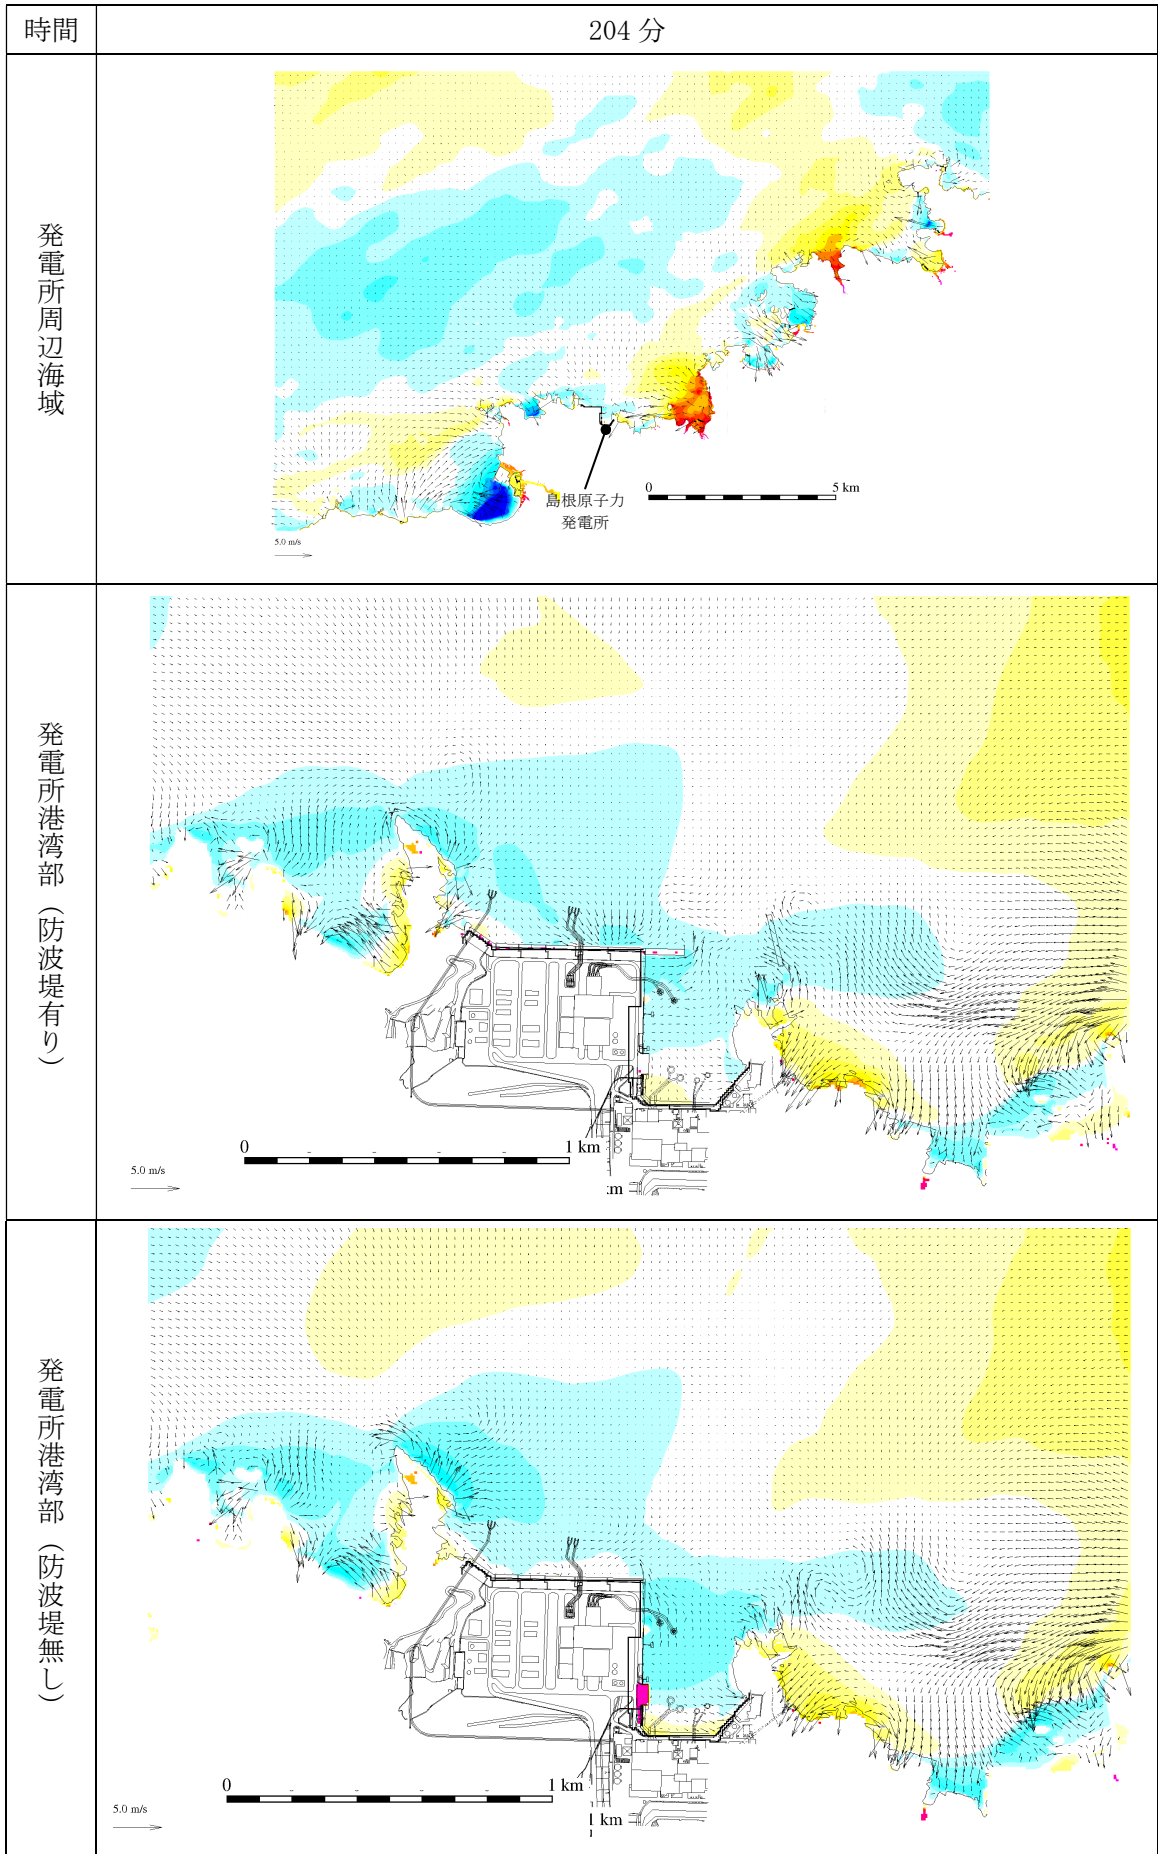 時間
204 分
発電所周辺海域
島根原子力
発電所
0
5 km
5.0 m/s
発電所港湾部（防波堤有り）
0
1 km
5.0 m/s
:m
発電所港湾部（防波堤無し）
0
1 km
5.0 m/s
1 km